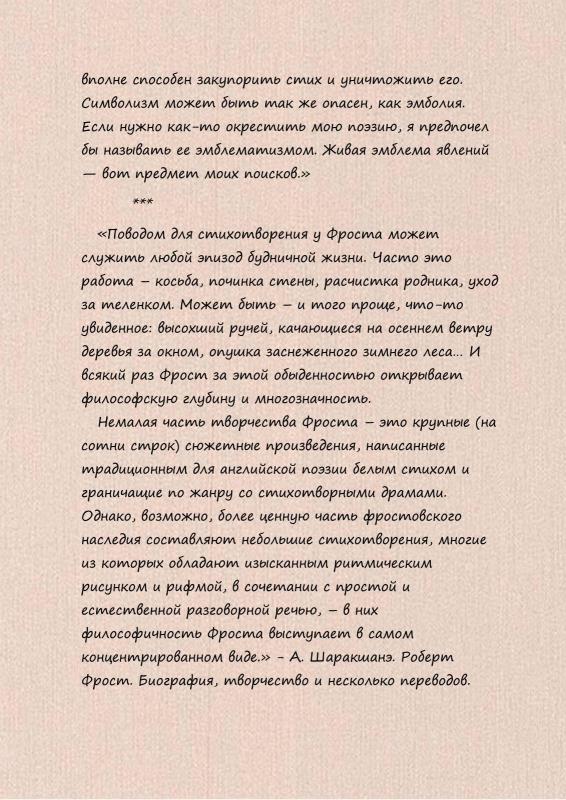 вполне способен закупорить стих и уничтожить его.
Символизм может быть так же опасен, как эмболия.
Если нужно как-то окрестить мою поэзию, я предпочел
бы называть ее эмблематизмом. Живая эмблема явлений
— вот предмет моих поисков.»
***
«Поводом для стихотворения у Фроста может
служить любой эпизод будничной жизни. Часто это
работа – косьба, починка стены, расчистка родника, уход
за теленком. Может быть – и того проще, что-то
увиденное: высохший ручей, качающиеся на осеннем ветру
деревья за окном, опушка заснеженного зимнего леса... И
всякий раз Фрост за этой обыденностью открывает
философскую глубину и многозначность.
Немалая часть творчества Фроста – это крупные (на
сотни строк) сюжетные произведения, написанные
традиционным для английской поэзии белым стихом и
граничащие по жанру со стихотворными драмами.
Однако, возможно, более ценную часть фростовского
наследия составляют небольшие стихотворения, многие
из которых обладают изысканным ритмическим
рисунком и рифмой, в сочетании с простой и
естественной разговорной речью, – в них
философичность Фроста выступает в самом
концентрированном виде.» - А. Шаракшанэ. Роберт
Фрост. Биография, творчество и несколько переводов.